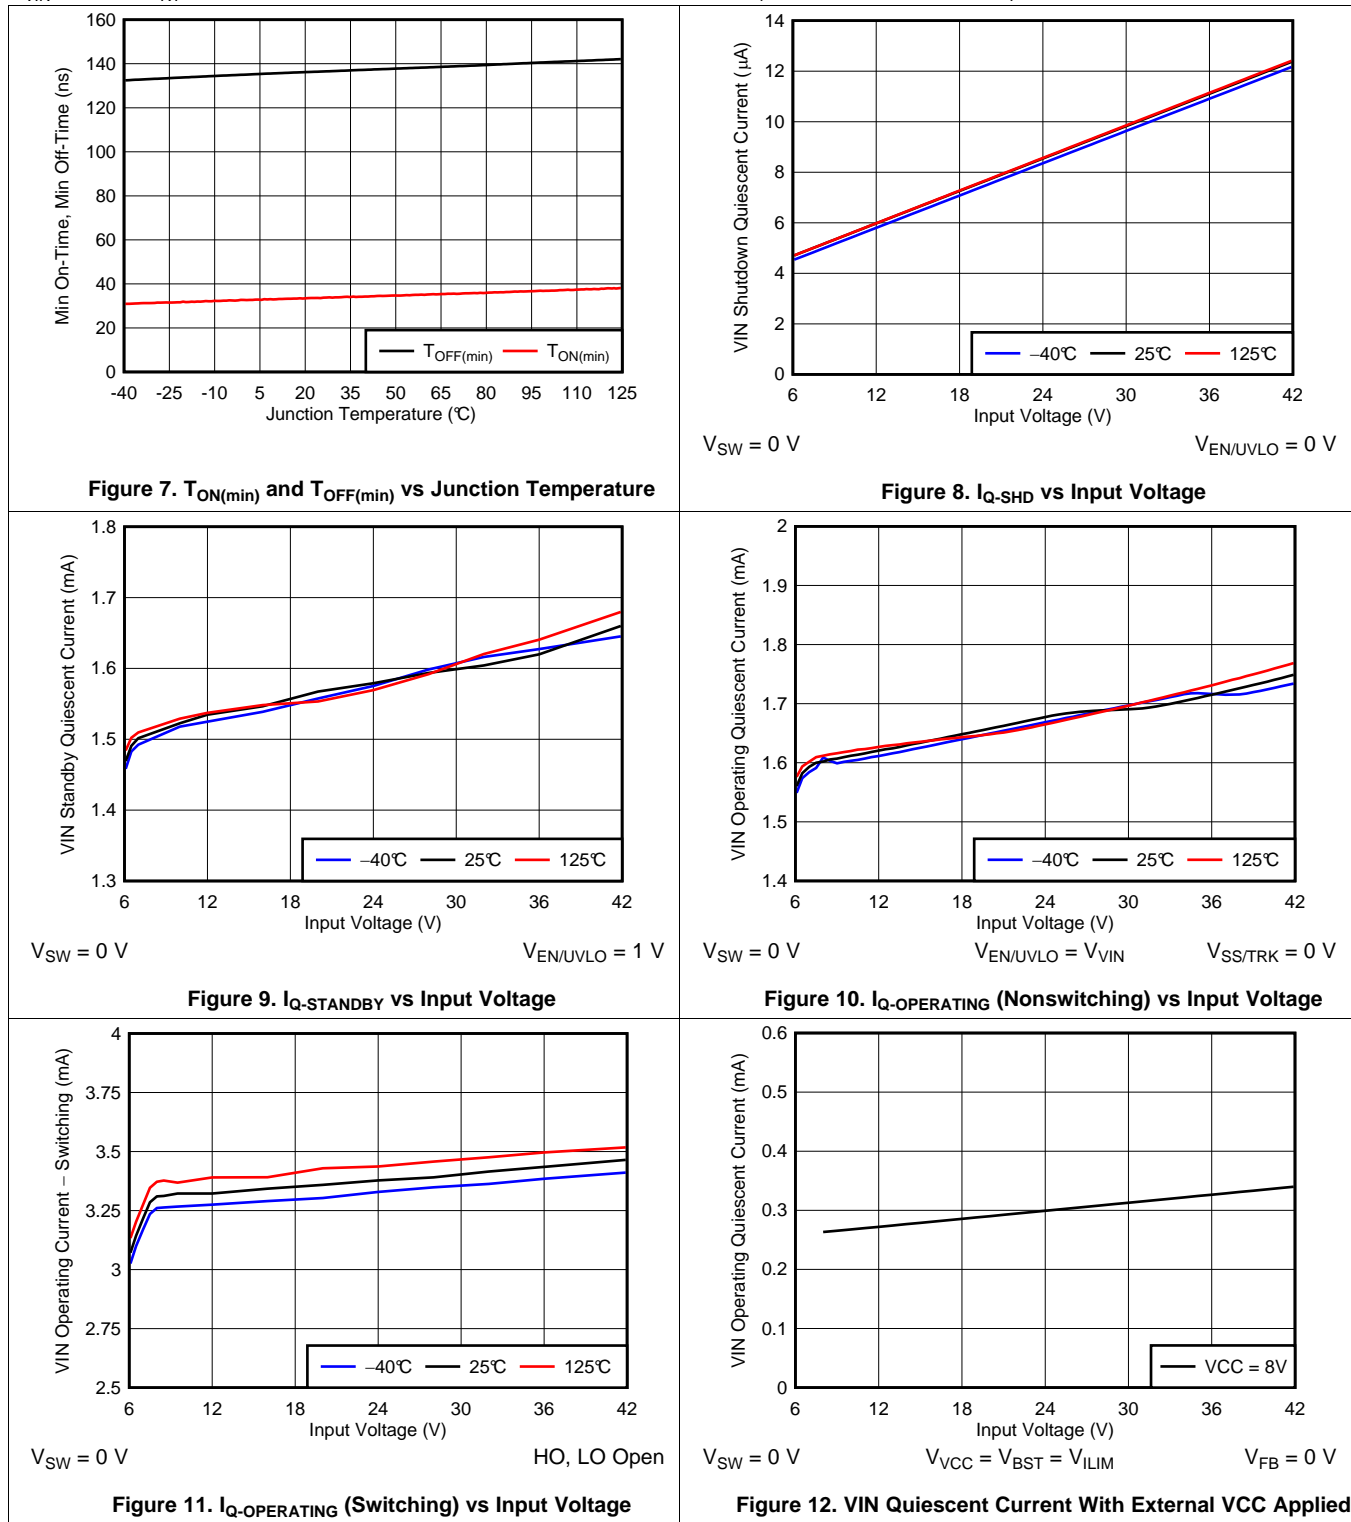 160
140
120
100
80
60
40
20
0
Min On-Time, Min Off-Time (ns)
T_OFF(min) T_ON(min)
-40 -25 -10 5 20 35 50 65 80 95 110 125
Junction Temperature (°C)
Figure 7. T_ON(min) and T_OFF(min) vs Junction Temperature
14
12
10
8
6
4
2
0
VIN Shutdown Quiescent Current (µA)
–40°C 25°C 125°C
6 12 18 24 30 36 42
Input Voltage (V)
V_SW = 0 V V_EN/UVLO = 0 V
Figure 8. I_Q-SHD vs Input Voltage
1.8
1.7
1.6
1.5
1.4
1.3
VIN Standby Quiescent Current (mA)
–40°C 25°C 125°C
6 12 18 24 30 36 42
Input Voltage (V)
V_SW = 0 V V_EN/UVLO = 1 V
Figure 9. I_Q-STANDBY vs Input Voltage
2
1.9
1.8
1.7
1.6
1.5
1.4
VIN Operating Quiescent Current (mA)
–40°C 25°C 125°C
6 12 18 24 30 36 42
Input Voltage (V)
V_SW = 0 V V_EN/UVLO = V_VIN V_SS/TRK = 0 V
Figure 10. I_Q-OPERATING (Nonswitching) vs Input Voltage
4
3.75
3.5
3.25
3
2.75
2.5
VIN Operating Current – Switching (mA)
–40°C 25°C 125°C
6 12 18 24 30 36 42
Input Voltage (V)
V_SW = 0 V HO, LO Open
Figure 11. I_Q-OPERATING (Switching) vs Input Voltage
0.6
0.5
0.4
0.3
0.2
0.1
0
VIN Operating Quiescent Current (mA)
VCC = 8V
6 12 18 24 30 36 42
Input Voltage (V)
V_SW = 0 V V_VCC = V_BST = V_ILIM V_FB = 0 V
Figure 12. VIN Quiescent Current With External VCC Applied